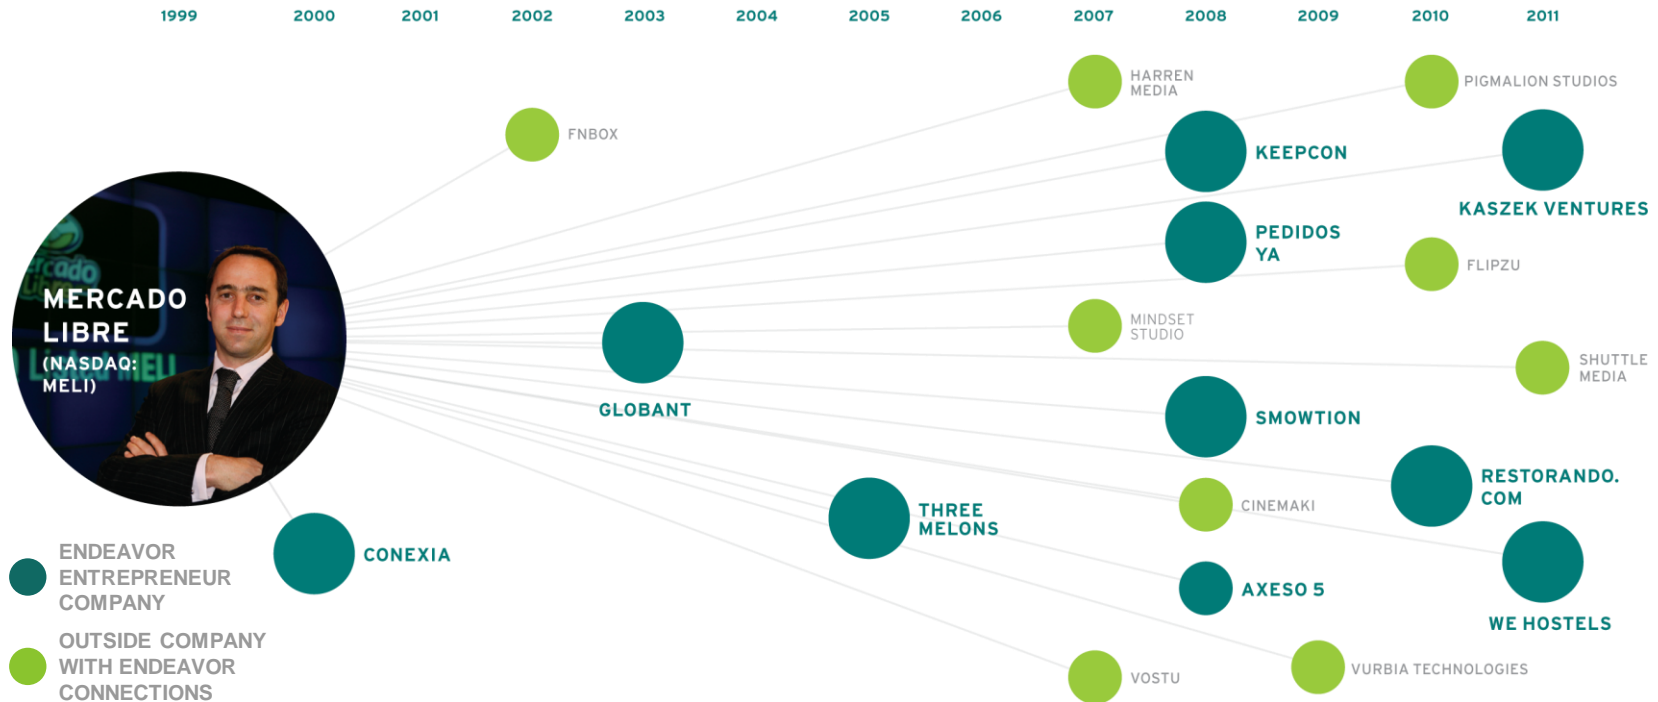 1999 2000 2001 2002 2003 2004 2005 2006 2007 2008 2009 2010 2011
HARREN
MEDIA
PIGMALION STUDIOS
FNBOX
KEEPCON
KASZEK VENTURES
PEDIDOS
YA
FLIPZU
MERCADO
LIBRE
(NASDAQ:
MELI)
Listed MELI
MINDSET
STUDIO
SHUTTLE
MEDIA
GLOBANT
SMOWTION
RESTORANDO.
COM
CINEMAKI
THREE
MELONS
CONEXIA
AXESO 5
WE HOSTELS
VOSTU
VURBIA TECHNOLOGIES
ENDEAVOR
ENTREPRENEUR
COMPANY
OUTSIDE COMPANY
WITH ENDEAVOR
CONNECTIONS